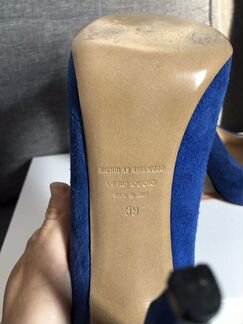 NICHOLAS KIRKWOOD
VERO CUOIO
MADE IN ITALY
39